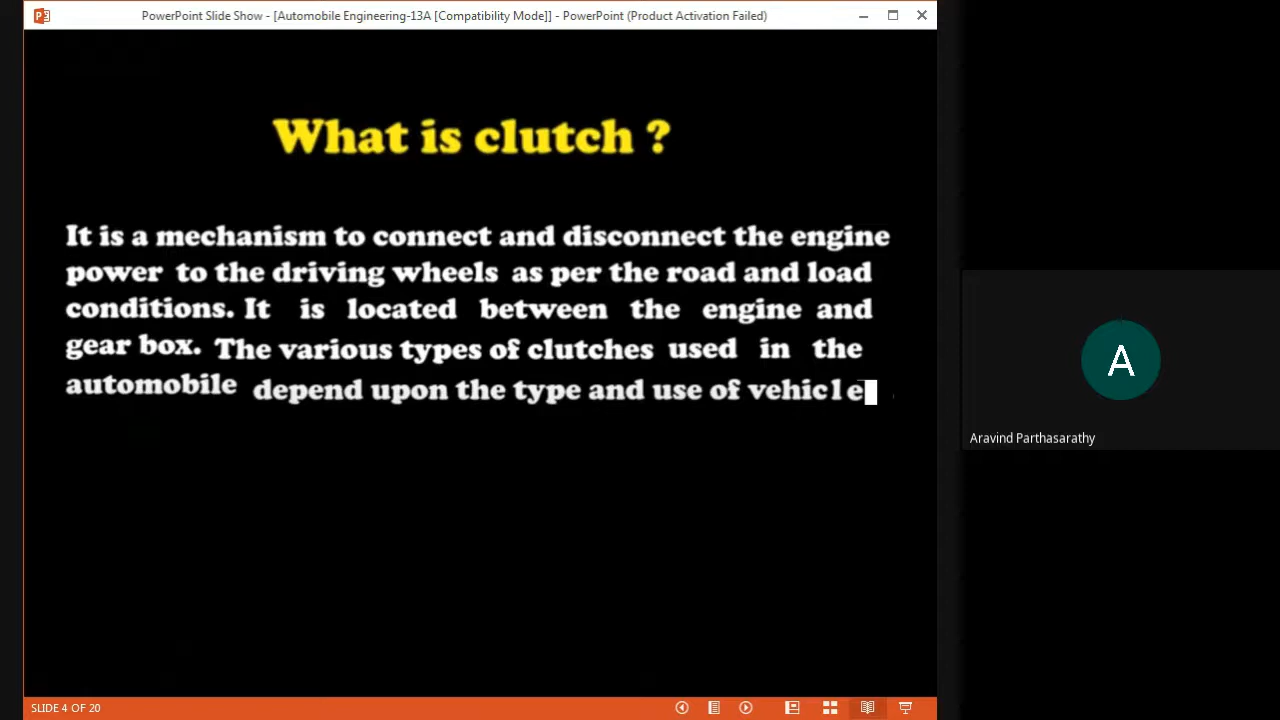 PowerPoint Slide Show - [Automobile Engineering-13A [Compatibility Mode]] - PowerPoint (Product Activation Failed)
What is clutch ?
It is a mechanism to connect and disconnect the engine
power to the driving wheels as per the road and load
conditions. It is located between the engine and
gear box. The various types of clutches used in the
automobile depend upon the type and use of vehicle
A
Aravind Parthasarathy
SLIDE 4 OF 20